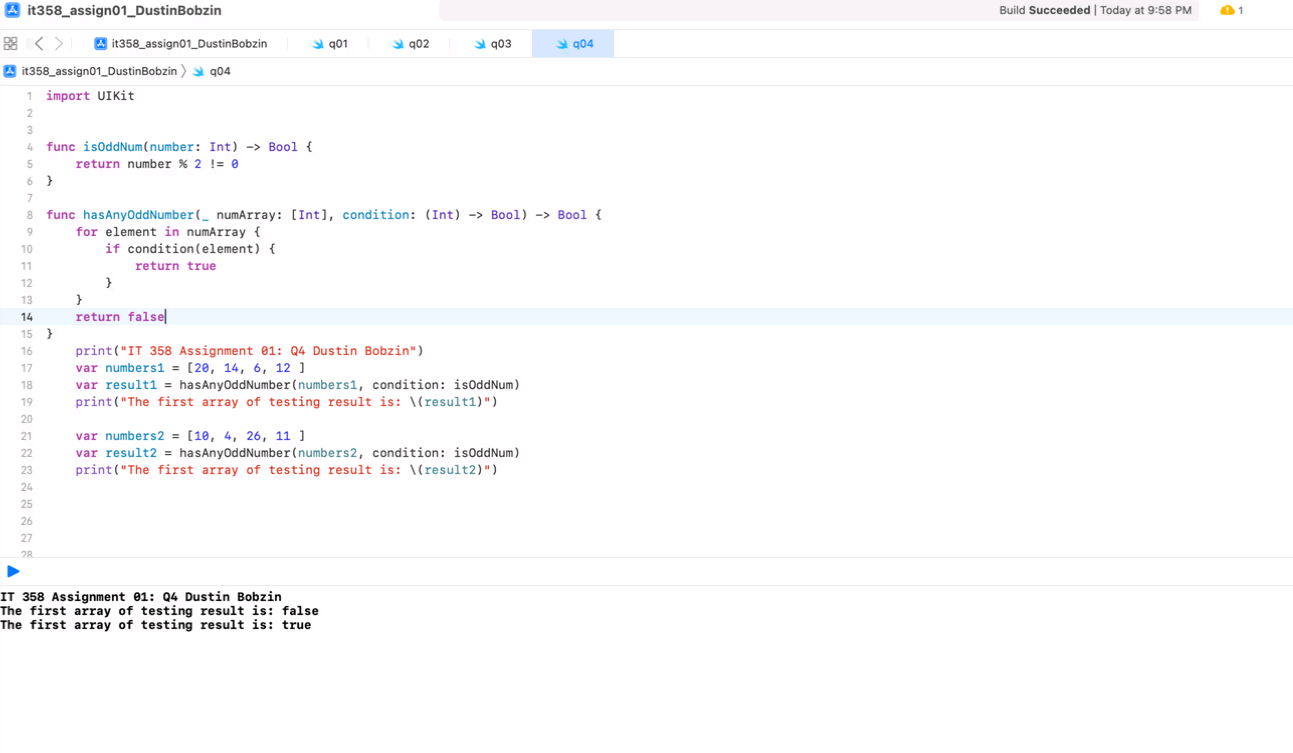 it358_assign01_DustinBobzin
Build Succeeded | Today at 9:58 PM
1
it358_assign01_DustinBobzin
q01
q02
q03
q04
it358_assign01_DustinBobzin 〉 q04
1 import UIKit
2
3
4 func isOddNum(number: Int) -> Bool {
5     return number % 2 != 0
6 }
7
8 func hasAnyOddNumber(_ numArray: [Int], condition: (Int) -> Bool) -> Bool {
9     for element in numArray {
10         if condition(element) {
11             return true
12         }
13     }
14     return false
15 }
16     print("IT 358 Assignment 01: Q4 Dustin Bobzin")
17     var numbers1 = [20, 14, 6, 12 ]
18     var result1 = hasAnyOddNumber(numbers1, condition: isOddNum)
19     print("The first array of testing result is: \(result1)")
20
21     var numbers2 = [10, 4, 26, 11 ]
22     var result2 = hasAnyOddNumber(numbers2, condition: isOddNum)
23     print("The first array of testing result is: \(result2)")
24
25
26
27
28
IT 358 Assignment 01: Q4 Dustin Bobzin
The first array of testing result is: false
The first array of testing result is: true